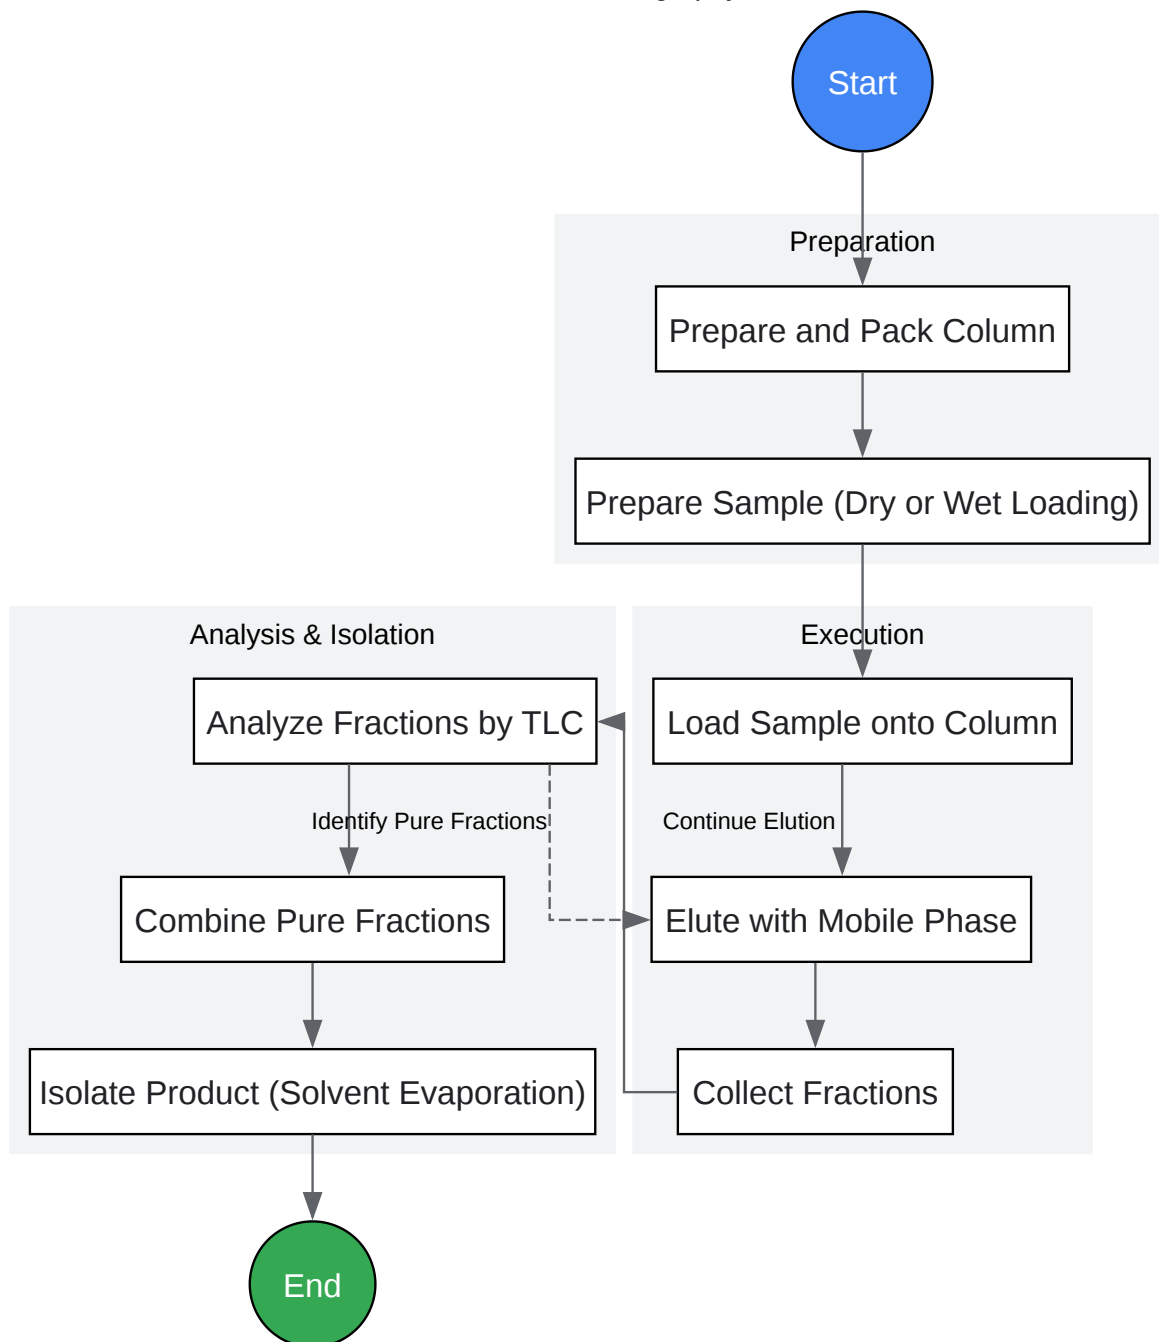 Start
Preparation
Prepare and Pack Column
Prepare Sample (Dry or Wet Loading)
Analysis & Isolation
Execution
Analyze Fractions by TLC
Load Sample onto Column
Identify Pure Fractions
Continue Elution
Combine Pure Fractions
Elute with Mobile Phase
Isolate Product (Solvent Evaporation)
Collect Fractions
End